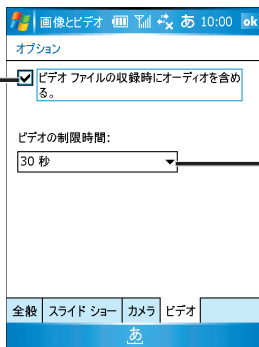 画像とビデオ あ 10:00 ok
オプション
ビデオ ファイルの収録時にオーディオを含め
る。
ビデオの制限時間:
30 秒
全般 スライド ショー カメラ ビデオ
あ